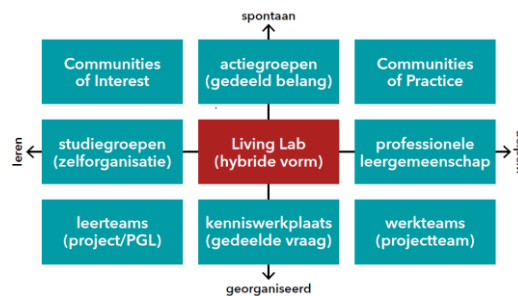 spontaan
Communities
of Interest
actiegroepen
(gedeeld belang)
Communities
of Practice
leren
studiegroepen
(zelforganisatie)
Living Lab
(hybride vorm)
professionele
leergemeenschap
leerteams
(project/PGL)
kenniswerkplaats
(gedeelde vraag)
werkteams
(projectteam)
georganiseerd